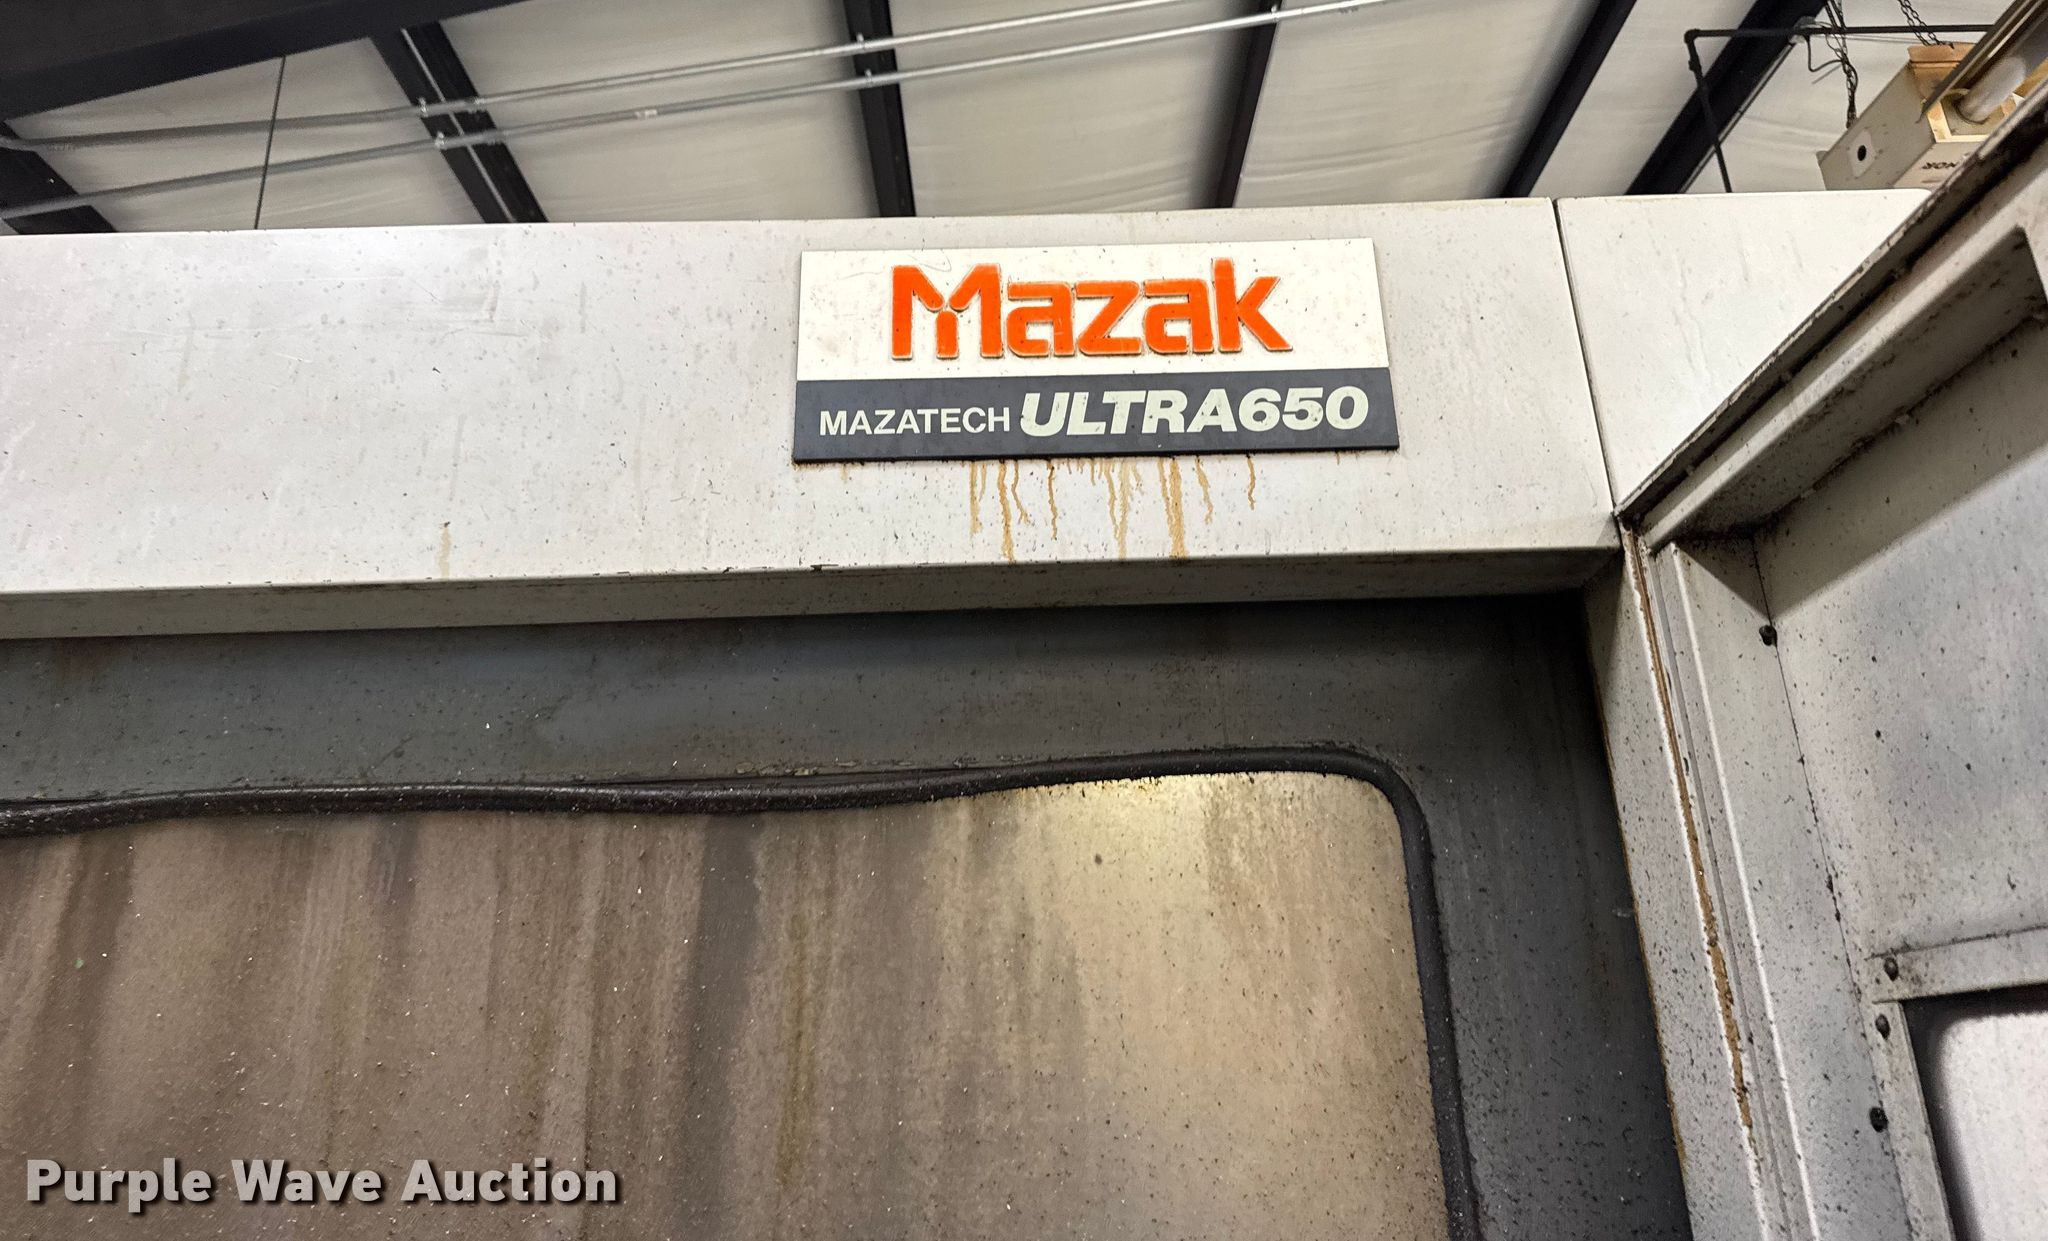 Mazak
MAZATECH ULTRA650
Purple Wave Auction